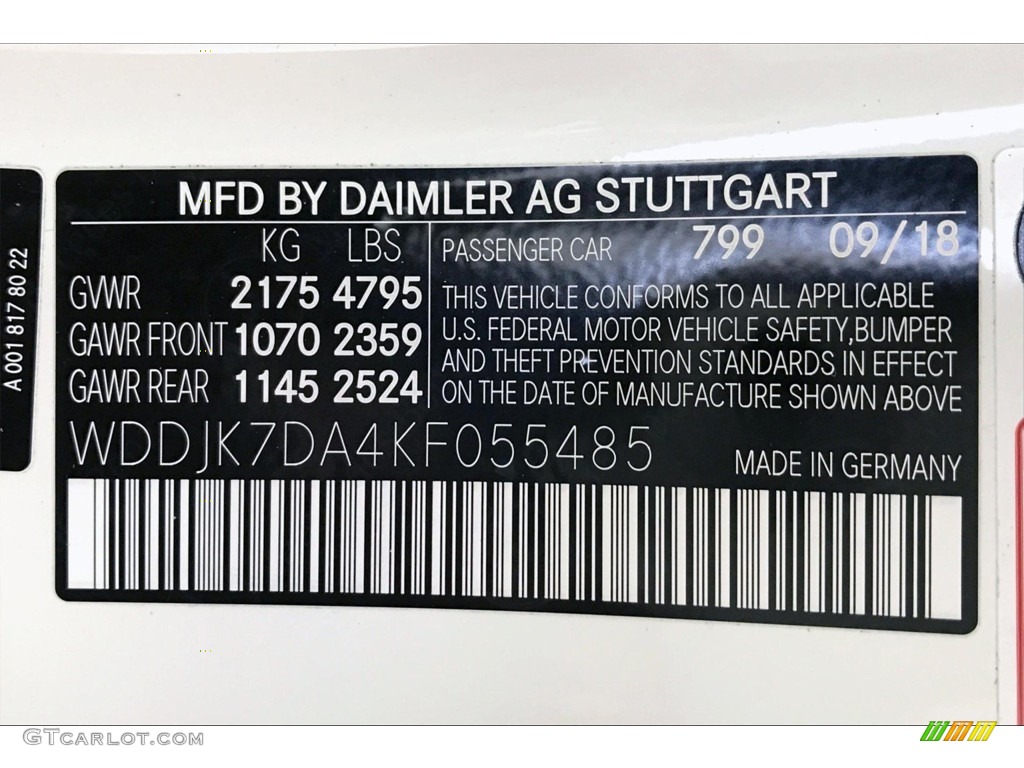 MFD BY DAIMLER AG STUTTGART
KG LBS.
GVWR 2175 4795
GAWR FRONT 1070 2359
GAWR REAR 1145 2524
PASSENGER CAR 799 09/18
THIS VEHICLE CONFORMS TO ALL APPLICABLE
U.S. FEDERAL MOTOR VEHICLE SAFETY, BUMPER
AND THEFT PREVENTION STANDARDS IN EFFECT
ON THE DATE OF MANUFACTURE SHOWN ABOVE
WDDJK7DA4KF055485
MADE IN GERMANY
A 001 817 80 22
GTCARLOT.COM